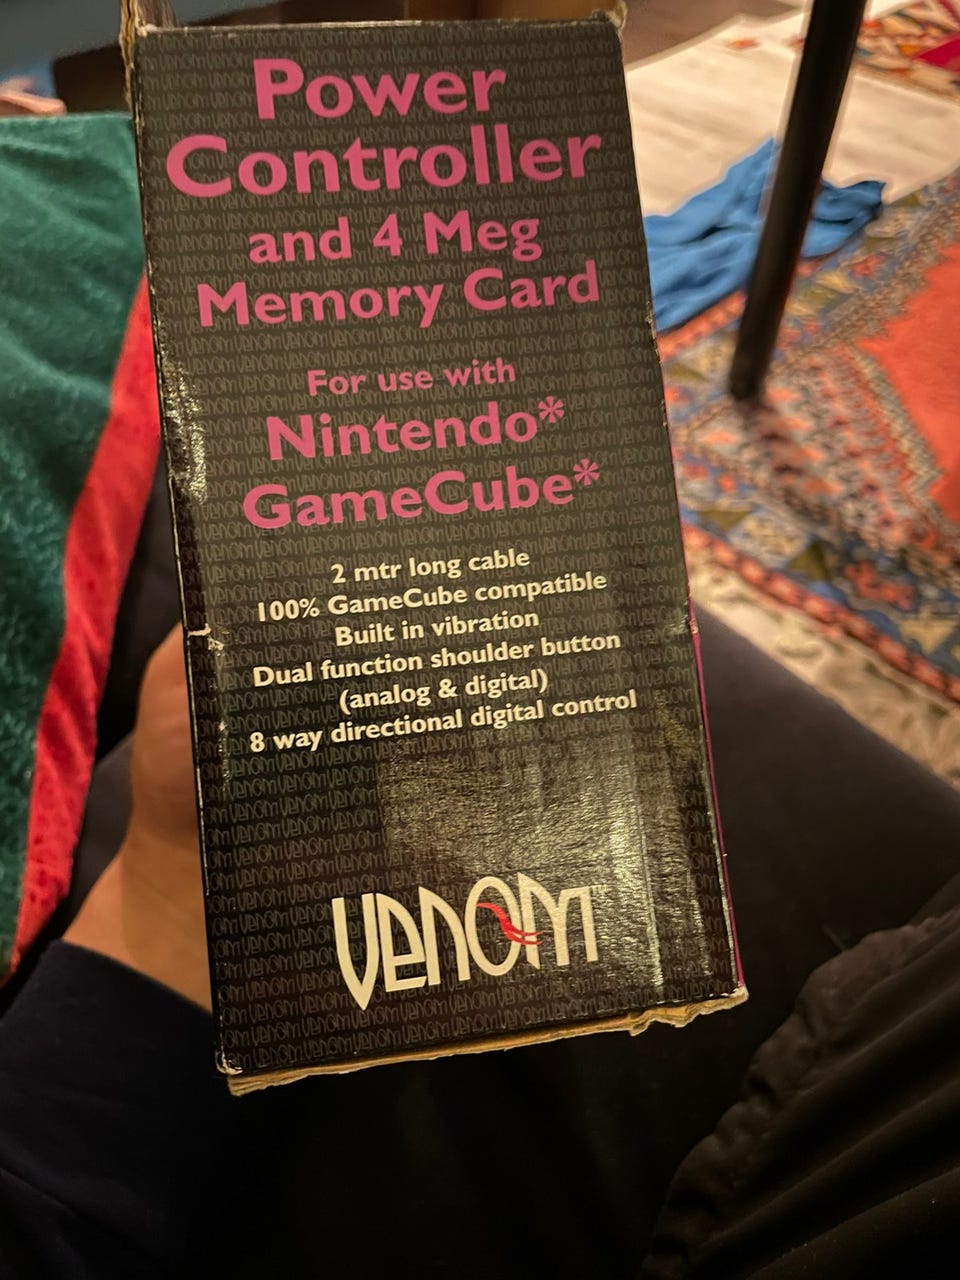 Power
Controller
and 4 Meg
Memory Card
For use with
Nintendo*
GameCube*
2 mtr long cable
100% GameCube compatible
Built in vibration
Dual function shoulder button
(analog & digital)
8 way directional digital control
VENOM™